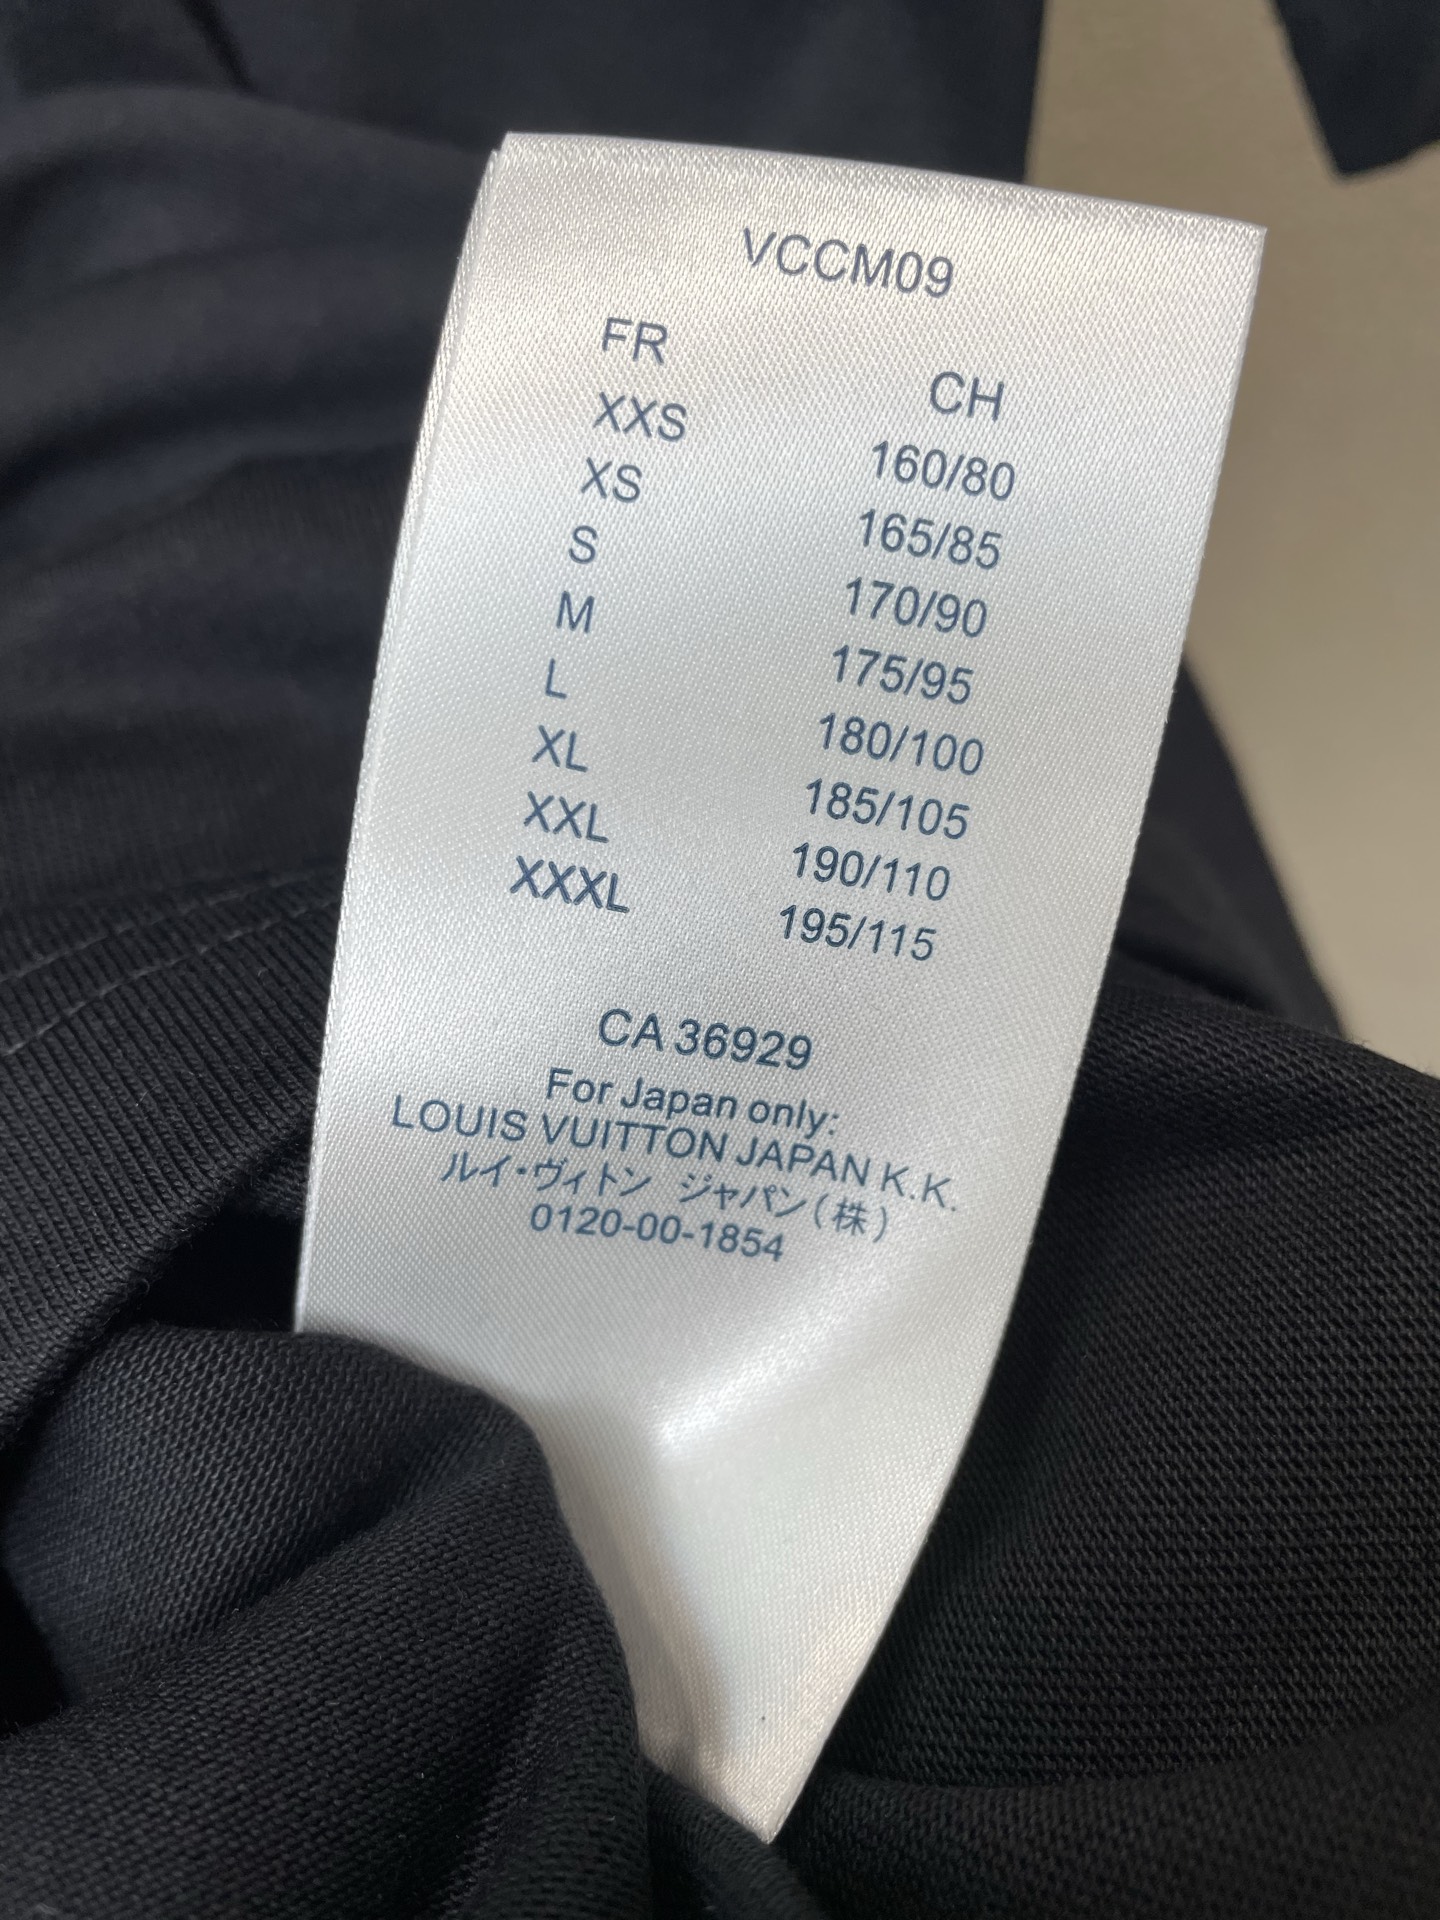 VCCM09
FR CH
XXS 160/80
XS 165/85
S 170/90
M 175/95
L 180/100
XL 185/105
XXL 190/110
XXXL 195/115
CA 36929
For Japan only:
LOUIS VUITTON JAPAN K.K.
ルイ・ヴィトン ジャパン(株)
0120-00-1854